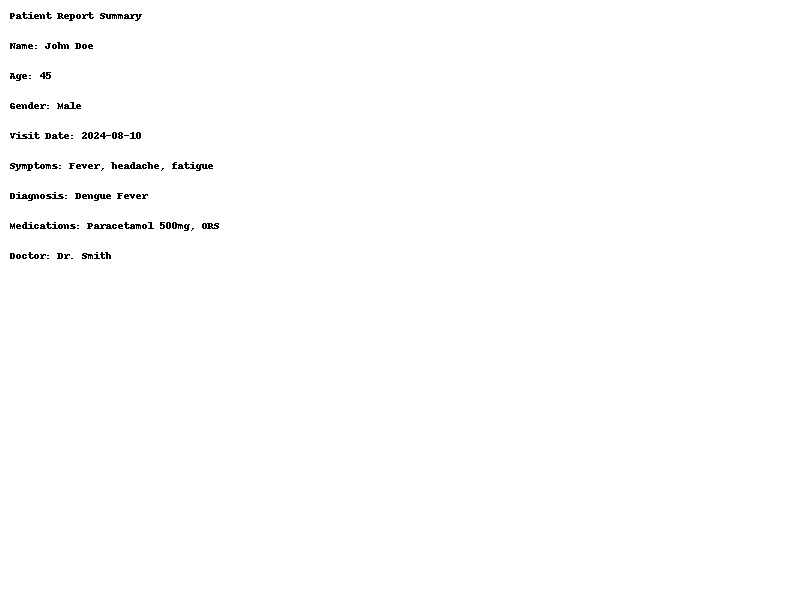 Patient Report Summary
Name: John Doe
Age: 45
Gender: Male
Visit Date: 2024-08-10
Symptoms: Fever, headache, fatigue
Diagnosis: Dengue Fever
Medications: Paracetamol 500mg, ORS
Doctor: Dr. Smith